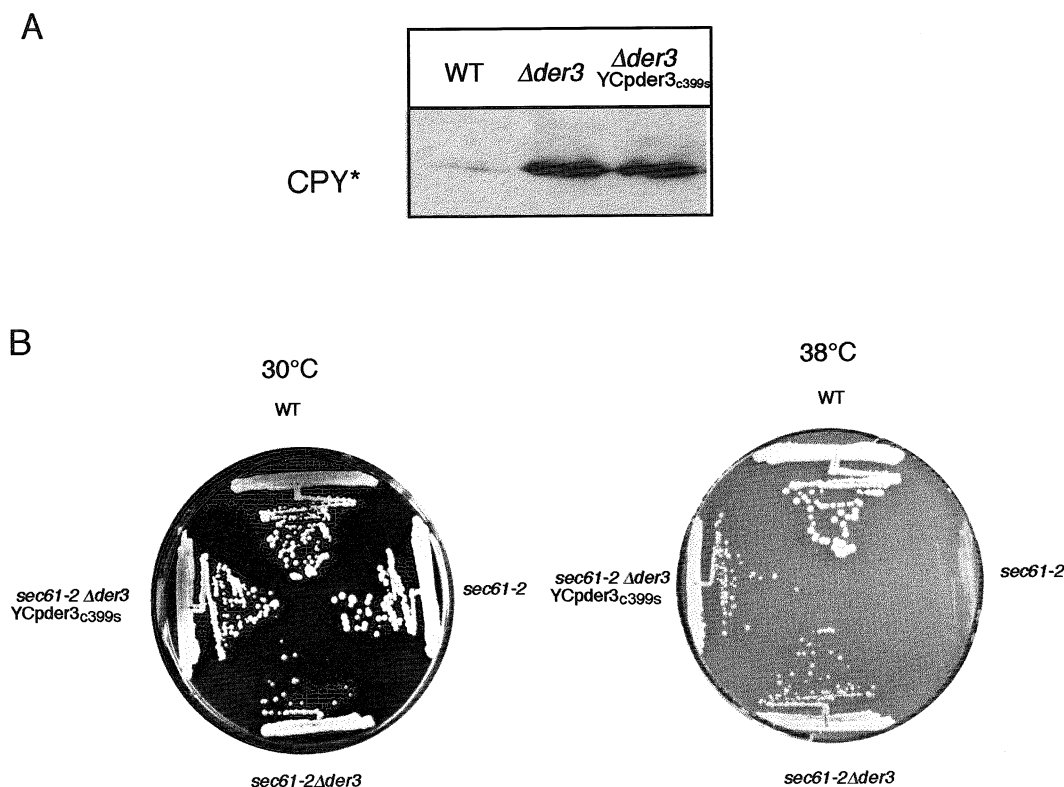 A
WT
Δder3
Δder3
YCpder3c399s
CPY*
B
30°C
WT
sec61-2 Δder3
YCpder3c399s
sec61-2
sec61-2Δder3
38°C
WT
sec61-2 Δder3
YCpder3c399s
sec61-2
sec61-2Δder3